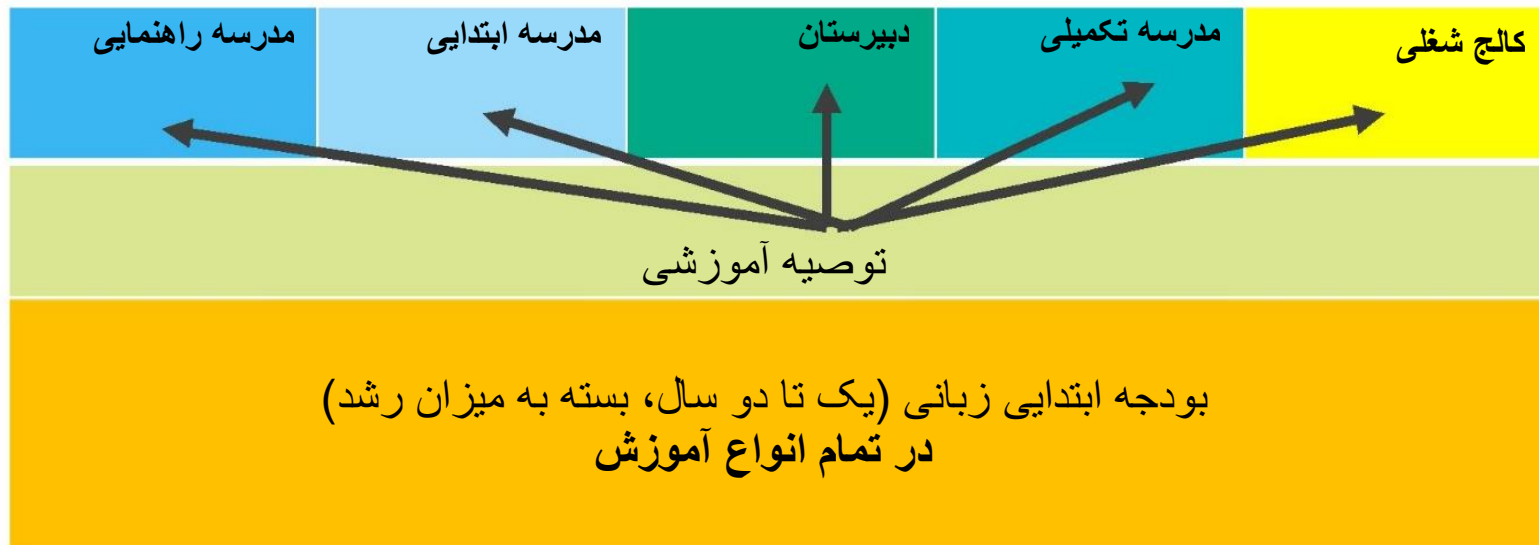 کالج شغلی
مدرسه تکمیلی
دبیرستان
مدرسه ابتدایی
مدرسه راهنمایی
توصیه آموزشی
بودجه ابتدایی زبانی (یک تا دو سال، بسته به میزان رشد)
در تمام انواع آموزش